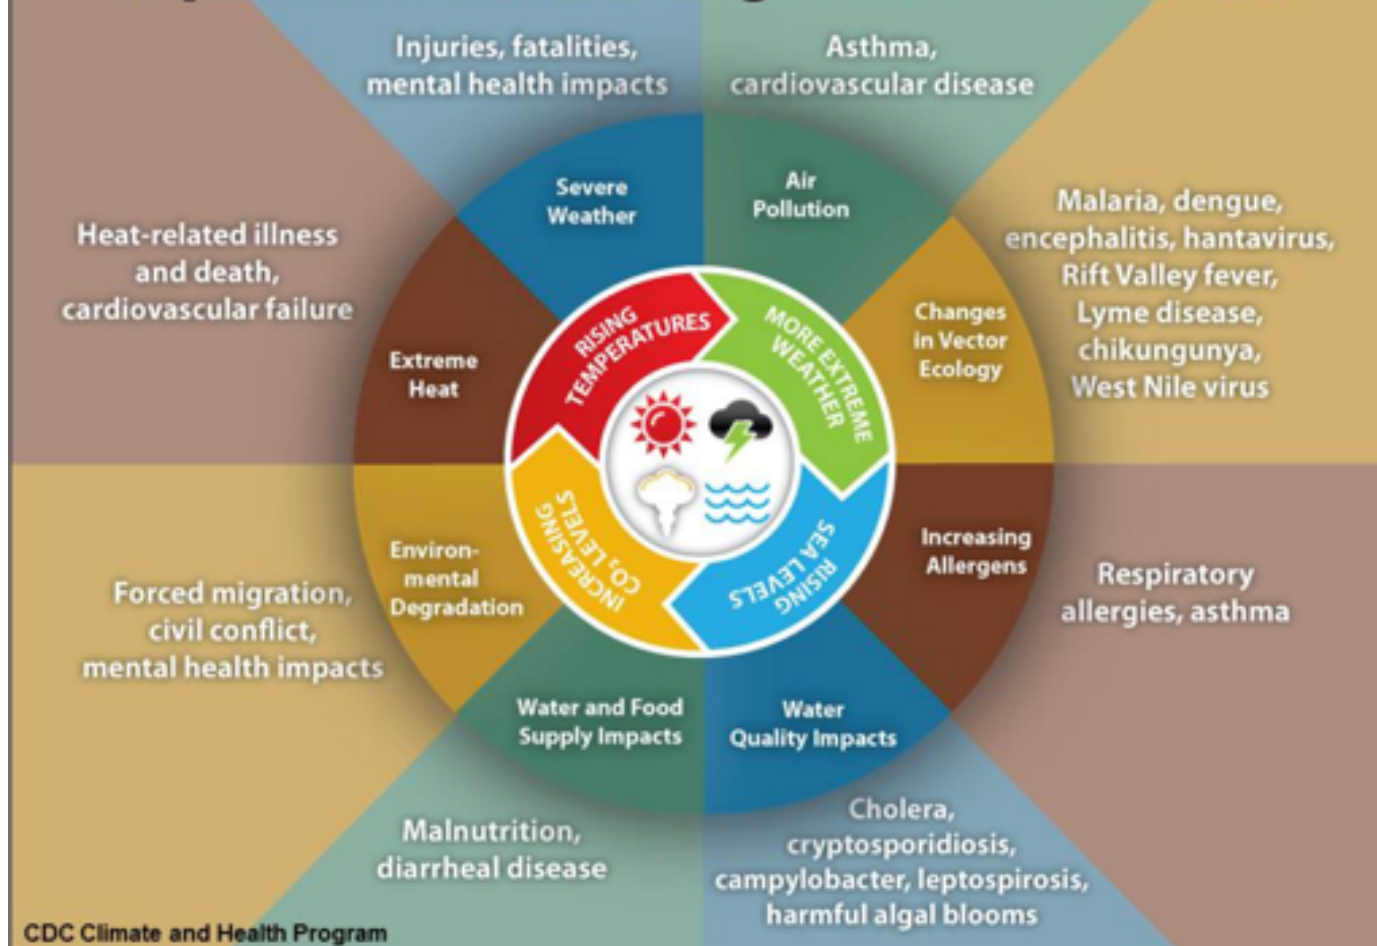 Injuries, fatalities,
mental health impacts
Asthma,
cardiovascular disease
Severe
Weather
Air
Pollution
Heat-related illness
and death,
cardiovascular failure
Malaria, dengue,
encephalitis, hantavirus,
Rift Valley fever,
Lyme disease,
chikungunya,
West Nile virus
Extreme
Heat
Changes
in Vector
Ecology
RISING
TEMPERATURES
MORE EXTREME
WEATHER
INCREASING
CO₂ LEVELS
RISING
SEA LEVELS
Environ-
mental
Degradation
Increasing
Allergens
Forced migration,
civil conflict,
mental health impacts
Respiratory
allergies, asthma
Water and Food
Supply Impacts
Water
Quality Impacts
Malnutrition,
diarrheal disease
Cholera,
cryptosporidiosis,
campylobacter, leptospirosis,
harmful algal blooms
CDC Climate and Health Program